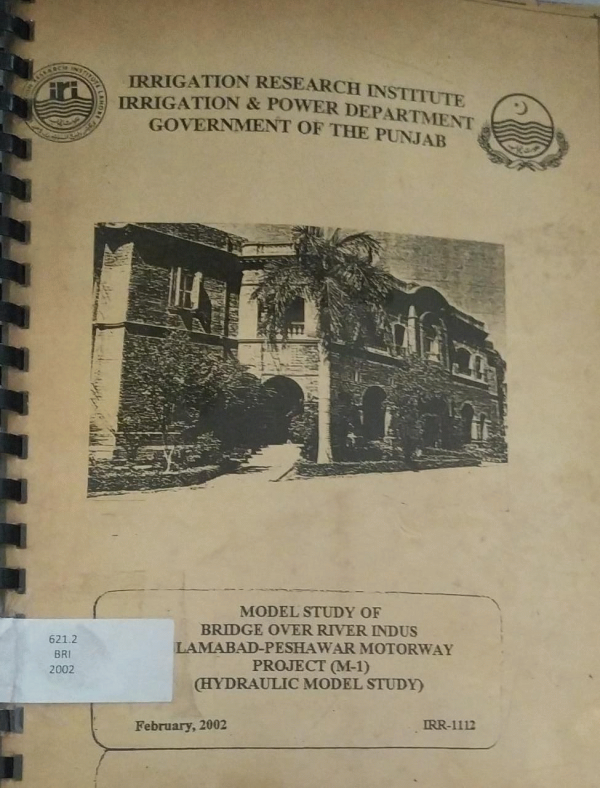 IRRIGATION RESEARCH INSTITUTE
IRRIGATION & POWER DEPARTMENT
GOVERNMENT OF THE PUNJAB
iri
MODEL STUDY OF
BRIDGE OVER RIVER INDUS
LAMABAD-PESHAWAR MOTORWAY
PROJECT (M-1)
(HYDRAULIC MODEL STUDY)
February, 2002 IRR-1112
621.2
BRI
2002